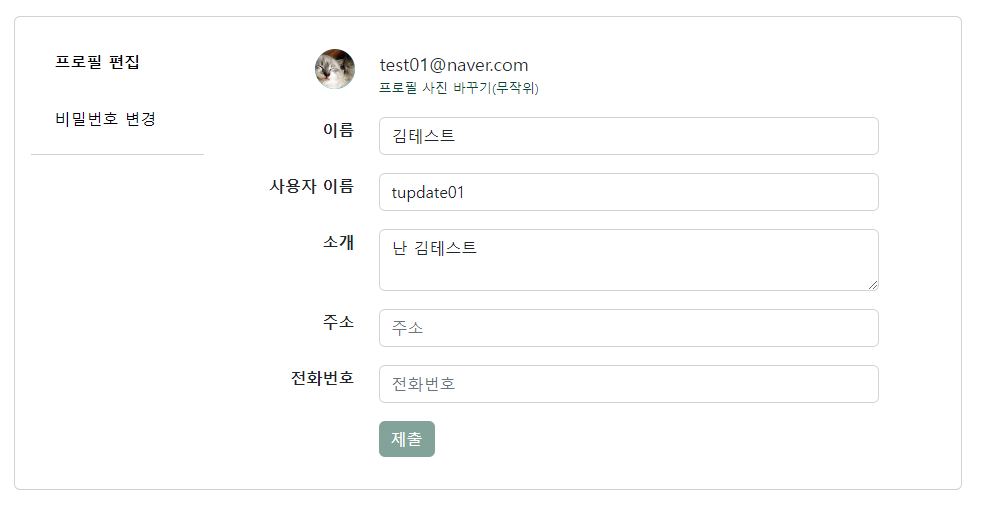 프로필 편집
비밀번호 변경
test01@naver.com
프로필 사진 바꾸기(무작위)
이름
김테스트
사용자 이름
tupdate01
소개
난 김테스트
주소
주소
전화번호
전화번호
제출